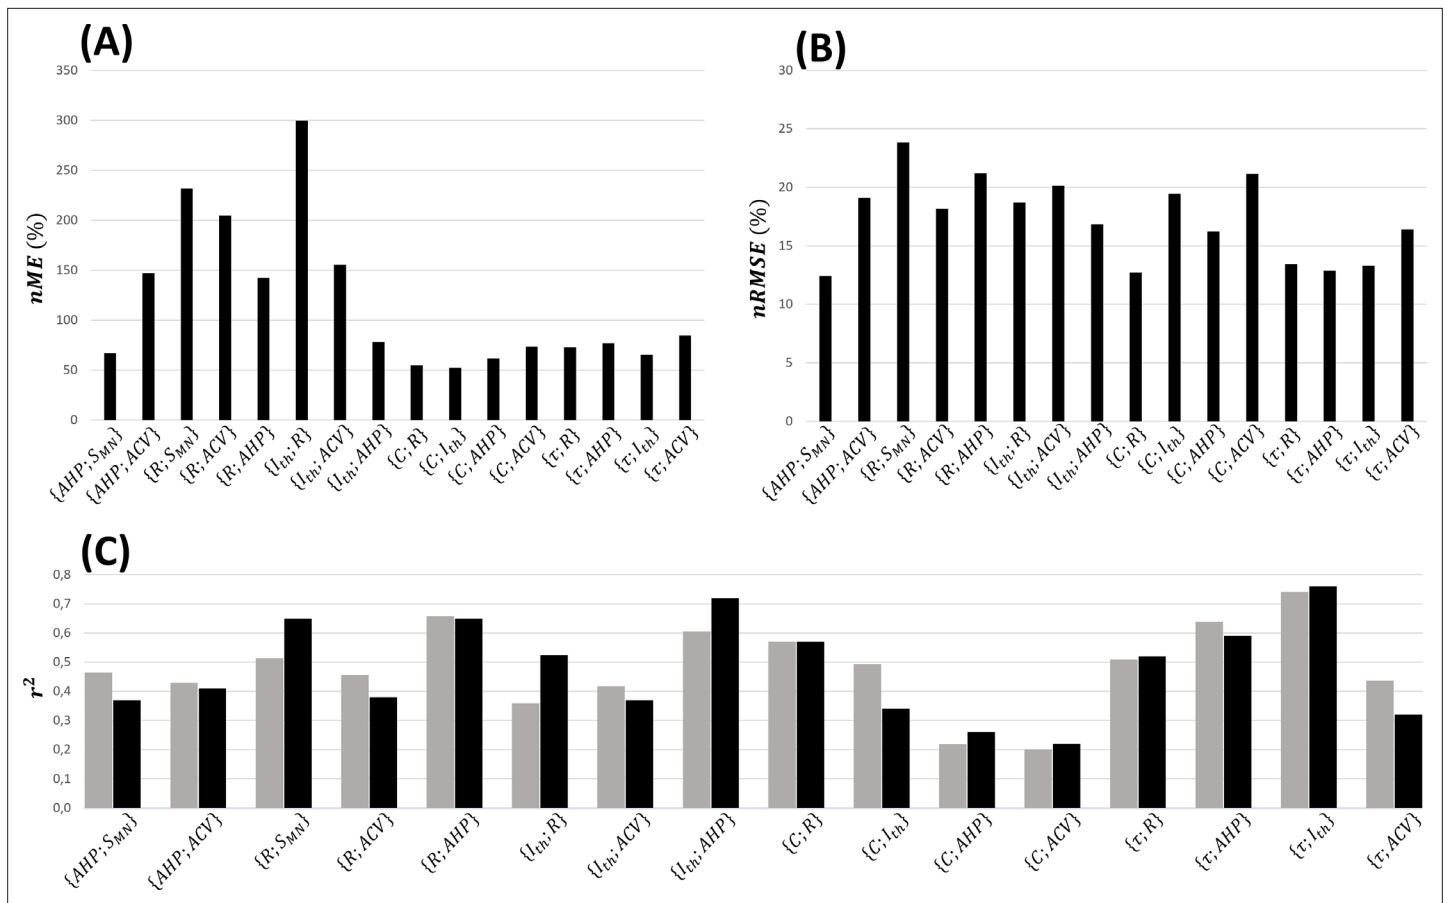 (A)
350
300
250
200
150
100
50
0
nME (%)
{AHP; S_MN}
{AHP; ACV}
{R; S_MN}
{R; ACV}
{R; AHP}
{I_th; R}
{I_th; ACV}
{I_th; AHP}
{C; R}
{C; I_th}
{C; AHP}
{C; ACV}
{τ; R}
{τ; AHP}
{τ; I_th}
{τ; ACV}
(B)
30
25
20
15
10
5
0
nRMSE (%)
{AHP; S_MN}
{AHP; ACV}
{R; S_MN}
{R; ACV}
{R; AHP}
{I_th; R}
{I_th; ACV}
{I_th; AHP}
{C; R}
{C; I_th}
{C; AHP}
{C; ACV}
{τ; R}
{τ; AHP}
{τ; I_th}
{τ; ACV}
(C)
0,8
0,7
0,6
0,5
0,4
0,3
0,2
0,1
0,0
r²
{AHP; S_MN}
{AHP; ACV}
{R; S_MN}
{R; ACV}
{R; AHP}
{I_th; R}
{I_th; ACV}
{I_th; AHP}
{C; R}
{C; I_th}
{C; AHP}
{C; ACV}
{τ; R}
{τ; AHP}
{τ; I_th}
{τ; ACV}